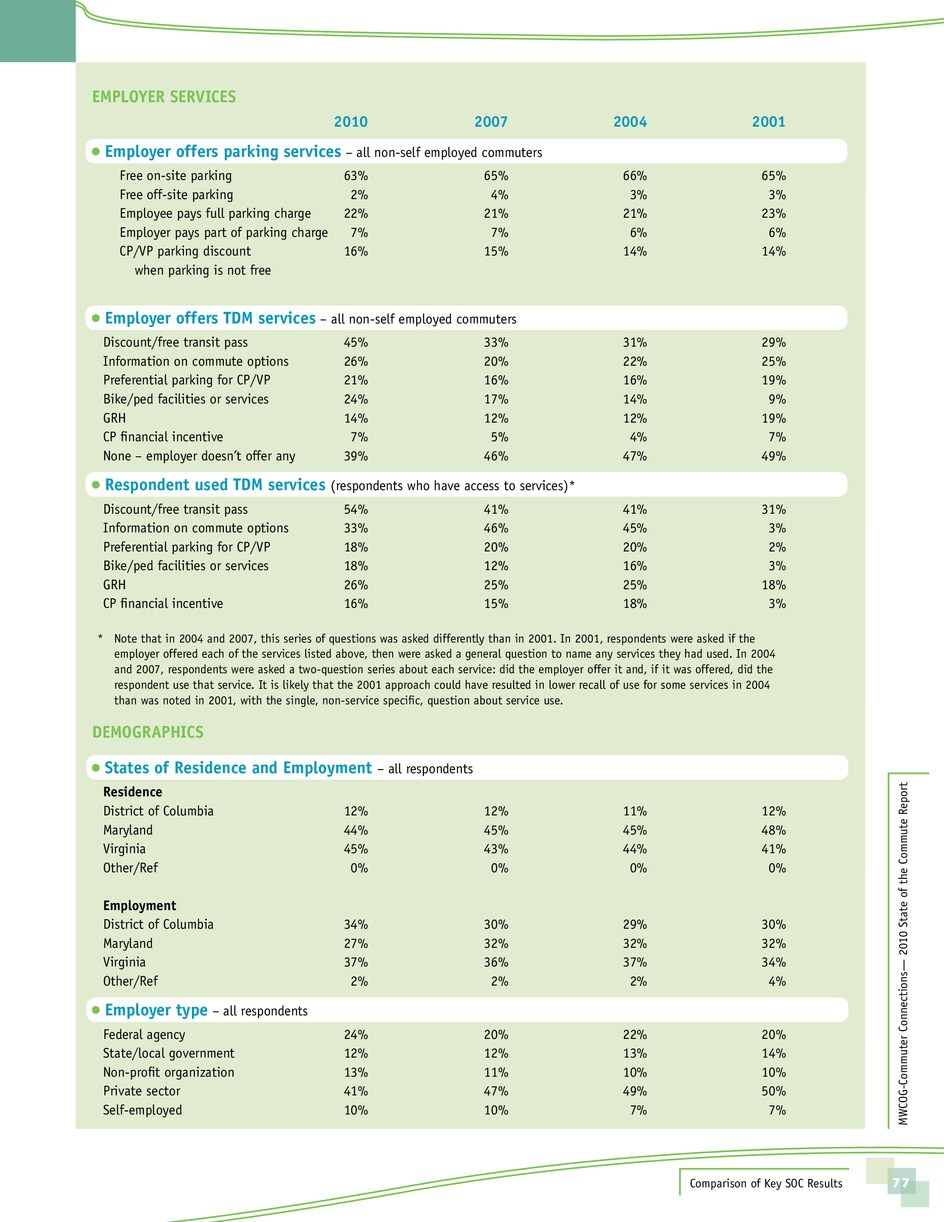 EMPLOYER SERVICES
2010 2007 2004 2001
• Employer offers parking services – all non-self employed commuters
Free on-site parking 63% 65% 66% 65%
Free off-site parking 2% 4% 3% 3%
Employee pays full parking charge 22% 21% 21% 23%
Employer pays part of parking charge 7% 7% 6% 6%
CP/VP parking discount 16% 15% 14% 14%
when parking is not free
• Employer offers TDM services – all non-self employed commuters
Discount/free transit pass 45% 33% 31% 29%
Information on commute options 26% 20% 22% 25%
Preferential parking for CP/VP 21% 16% 16% 19%
Bike/ped facilities or services 24% 17% 14% 9%
GRH 14% 12% 12% 19%
CP financial incentive 7% 5% 4% 7%
None – employer doesn’t offer any 39% 46% 47% 49%
• Respondent used TDM services (respondents who have access to services)*
Discount/free transit pass 54% 41% 41% 31%
Information on commute options 33% 46% 45% 3%
Preferential parking for CP/VP 18% 20% 20% 2%
Bike/ped facilities or services 18% 12% 16% 3%
GRH 26% 25% 25% 18%
CP financial incentive 16% 15% 18% 3%
* Note that in 2004 and 2007, this series of questions was asked differently than in 2001. In 2001, respondents were asked if the
employer offered each of the services listed above, then were asked a general question to name any services they had used. In 2004
and 2007, respondents were asked a two-question series about each service: did the employer offer it and, if it was offered, did the
respondent use that service. It is likely that the 2001 approach could have resulted in lower recall of use for some services in 2004
than was noted in 2001, with the single, non-service specific, question about service use.
DEMOGRAPHICS
• States of Residence and Employment – all respondents
Residence
District of Columbia 12% 12% 11% 12%
Maryland 44% 45% 45% 48%
Virginia 45% 43% 44% 41%
Other/Ref 0% 0% 0% 0%
Employment
District of Columbia 34% 30% 29% 30%
Maryland 27% 32% 32% 32%
Virginia 37% 36% 37% 34%
Other/Ref 2% 2% 2% 4%
• Employer type – all respondents
Federal agency 24% 20% 22% 20%
State/local government 12% 12% 13% 14%
Non-profit organization 13% 11% 10% 10%
Private sector 41% 47% 49% 50%
Self-employed 10% 10% 7% 7%
MWCOG-Commuter Connections— 2010 State of the Commute Report
Comparison of Key SOC Results 77